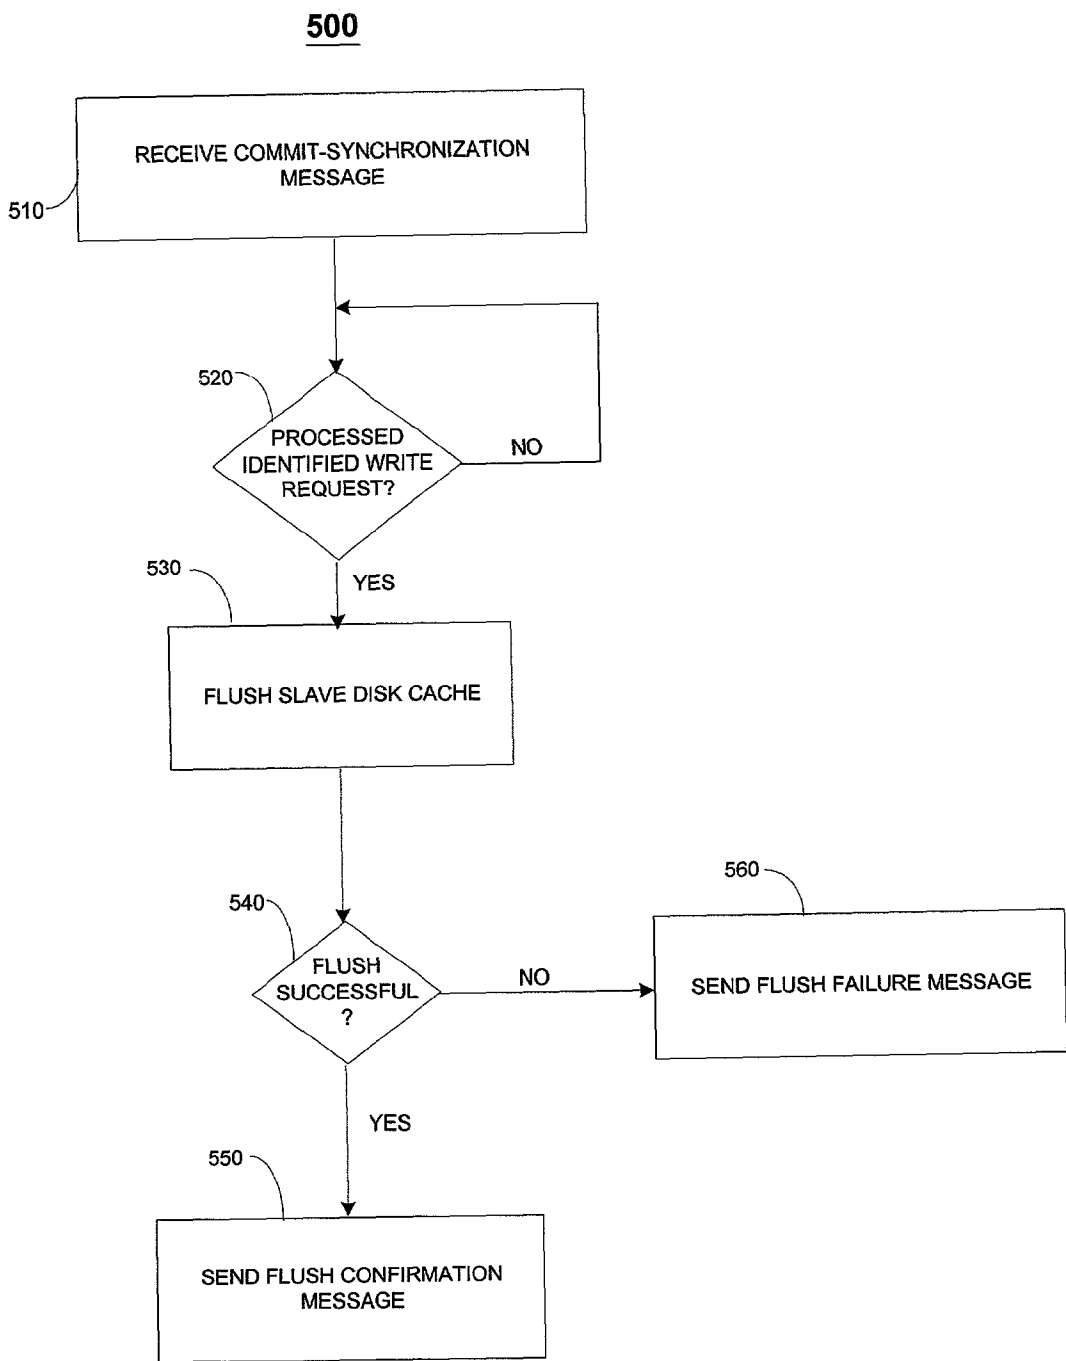 500
RECEIVE COMMIT-SYNCHRONIZATION
MESSAGE
510
520
PROCESSED
IDENTIFIED WRITE
REQUEST?
NO
YES
530
FLUSH SLAVE DISK CACHE
540
FLUSH
SUCCESSFUL
?
NO
560
SEND FLUSH FAILURE MESSAGE
YES
550
SEND FLUSH CONFIRMATION
MESSAGE